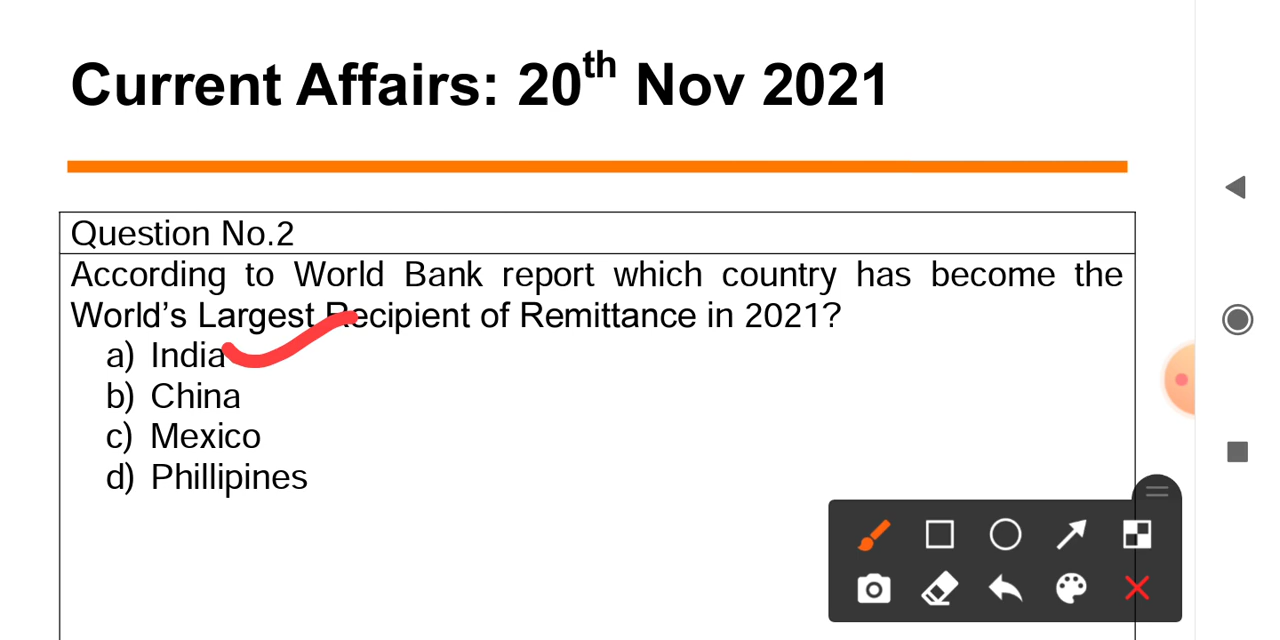 Current Affairs: 20th Nov 2021
Question No.2
According to World Bank report which country has become the
World's Largest Recipient of Remittance in 2021?
a) India
b) China
c) Mexico
d) Phillipines